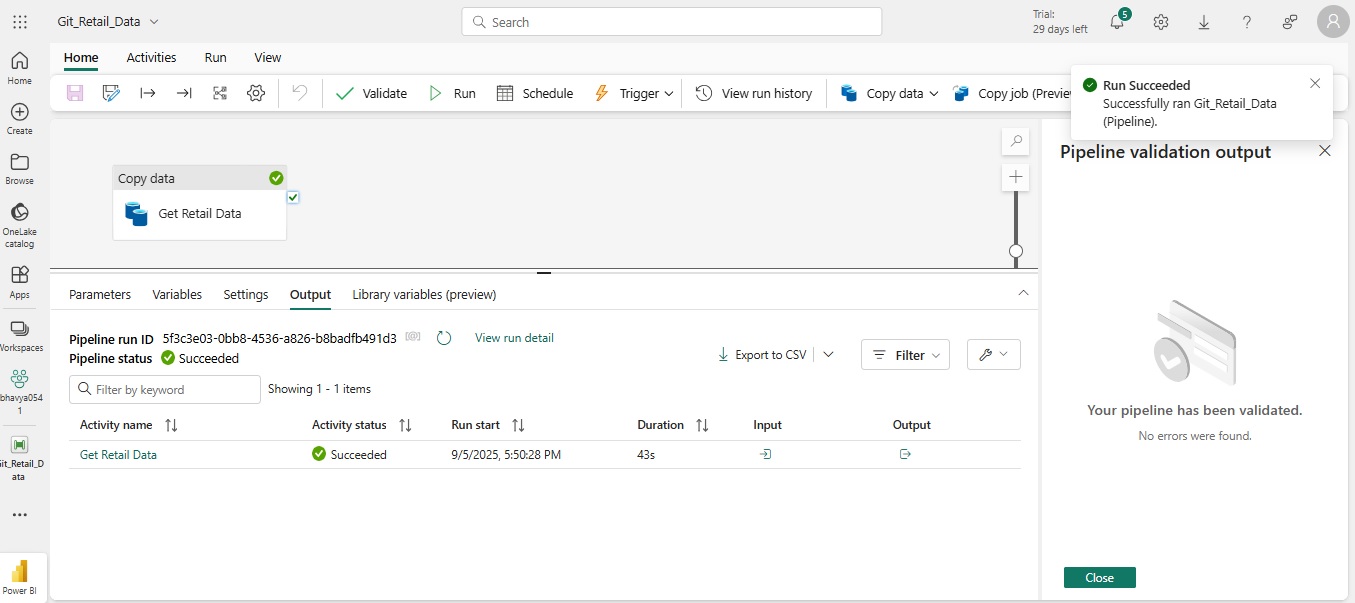 Git_Retail_Data
Search
Trial:
29 days left
5
Home
Create
Browse
OneLake
catalog
Apps
Workspaces
bhavya054
1
Git_Retail_D
ata
Power BI
Home Activities Run View
Validate Run Schedule Trigger View run history Copy data Copy job (Preview
Run Succeeded
Successfully ran Git_Retail_Data
(Pipeline).
Copy data
Get Retail Data
Parameters Variables Settings Output Library variables (preview)
Pipeline run ID 5f3c3e03-0bb8-4536-a826-b8badfb491d3 View run detail
Pipeline status Succeeded
Export to CSV Filter
Filter by keyword Showing 1 - 1 items
Activity name Activity status Run start Duration Input Output
Get Retail Data Succeeded 9/5/2025, 5:50:28 PM 43s
Pipeline validation output
Your pipeline has been validated.
No errors were found.
Close